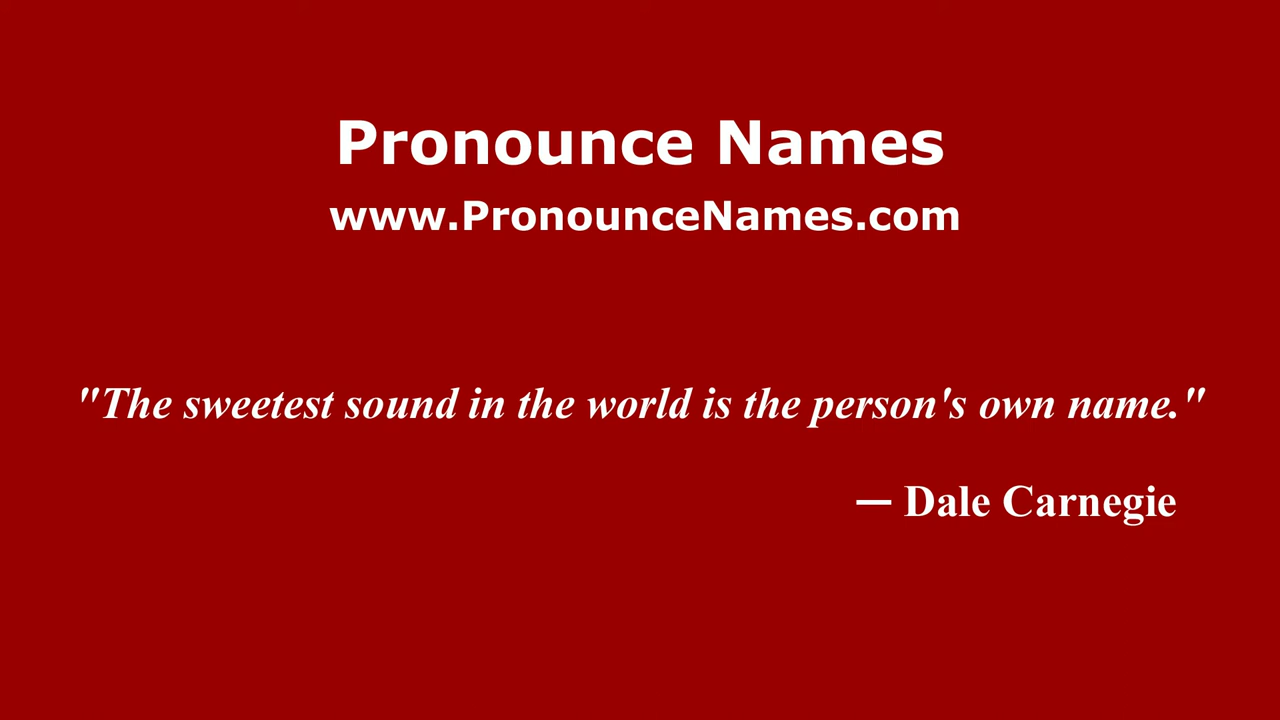 Pronounce Names
www.PronounceNames.com
"The sweetest sound in the world is the person's own name."
— Dale Carnegie